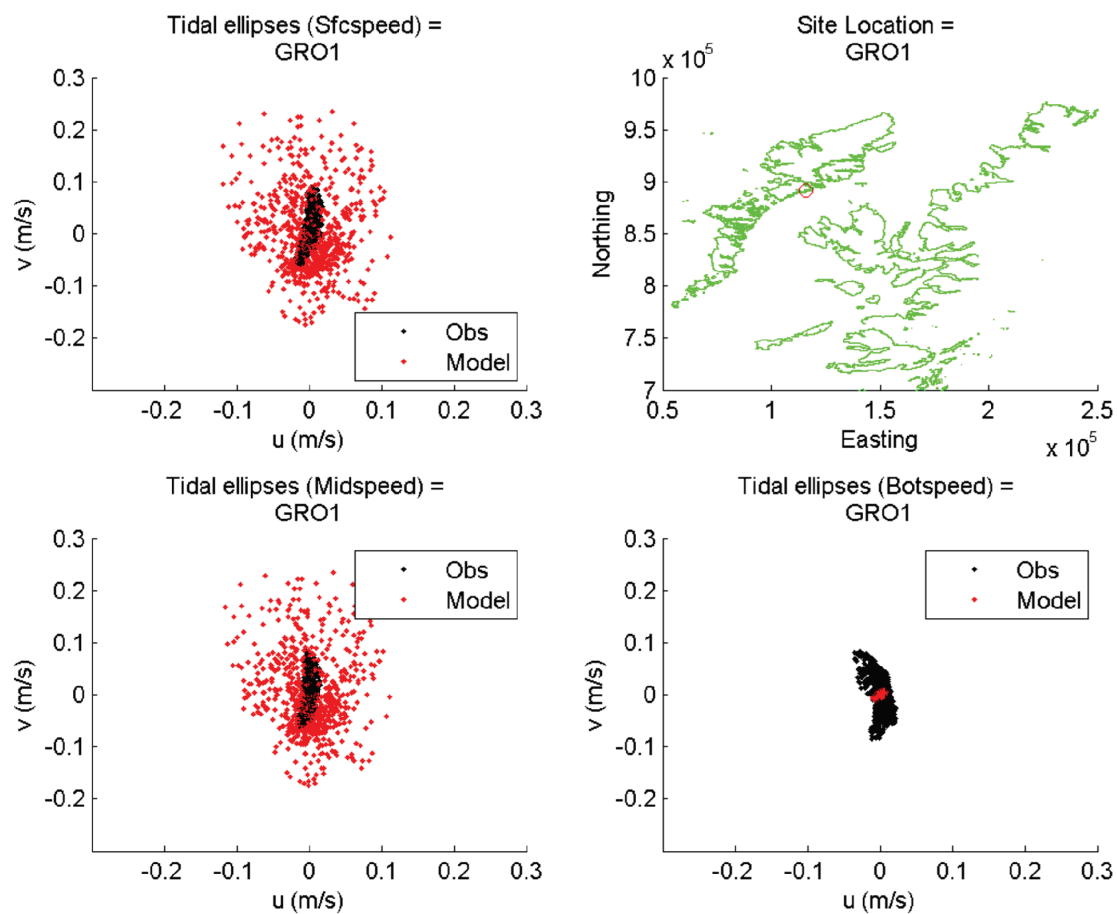 Tidal ellipses (Sfcspeed) =
GRO1
0.3
0.2
0.1
0
-0.1
-0.2
v (m/s)
Obs
Model
-0.2 -0.1 0 0.1 0.2 0.3
u (m/s)
Site Location =
GRO1
x 10⁵
10
9.5
9
8.5
8
7.5
7
Northing
0.5 1 1.5 2 2.5
Easting
x 10⁵
Tidal ellipses (Midspeed) =
GRO1
0.3
0.2
0.1
0
-0.1
-0.2
v (m/s)
Obs
Model
-0.2 -0.1 0 0.1 0.2 0.3
u (m/s)
Tidal ellipses (Botspeed) =
GRO1
0.3
0.2
0.1
0
-0.1
-0.2
v (m/s)
Obs
Model
-0.2 -0.1 0 0.1 0.2 0.3
u (m/s)